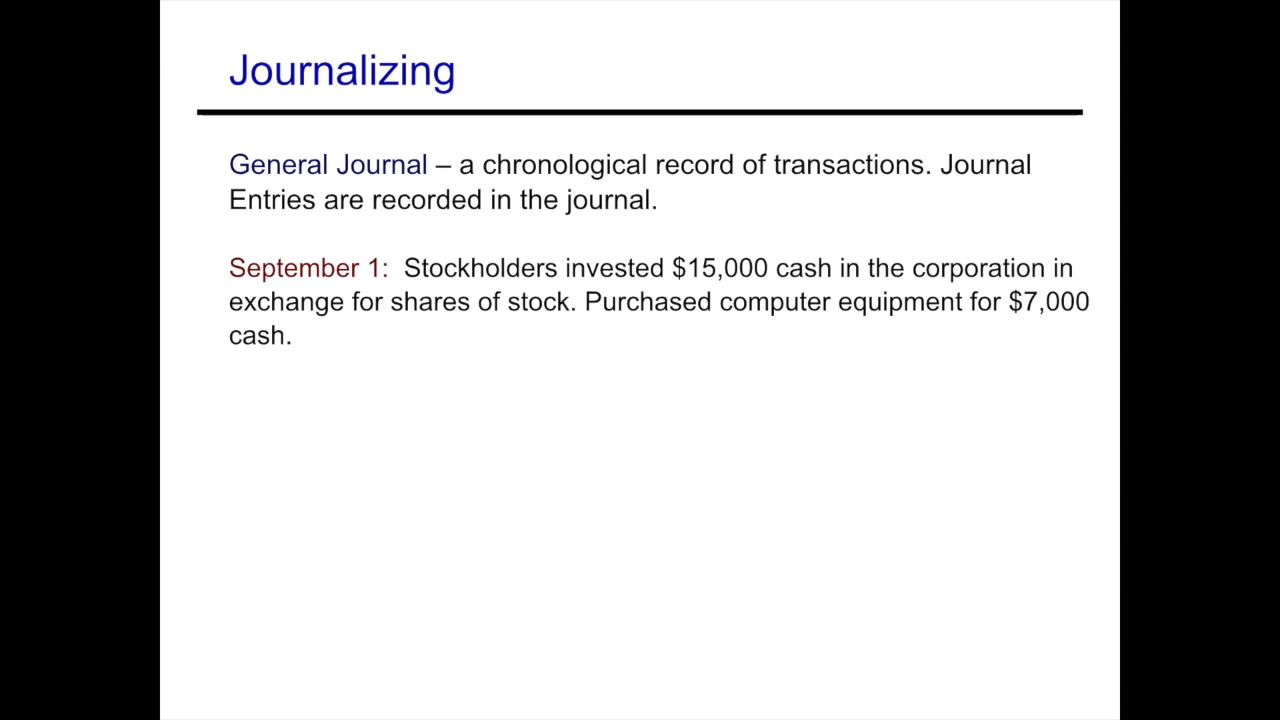 Journalizing
General Journal – a chronological record of transactions. Journal
Entries are recorded in the journal.
September 1:  Stockholders invested $15,000 cash in the corporation in
exchange for shares of stock. Purchased computer equipment for $7,000
cash.